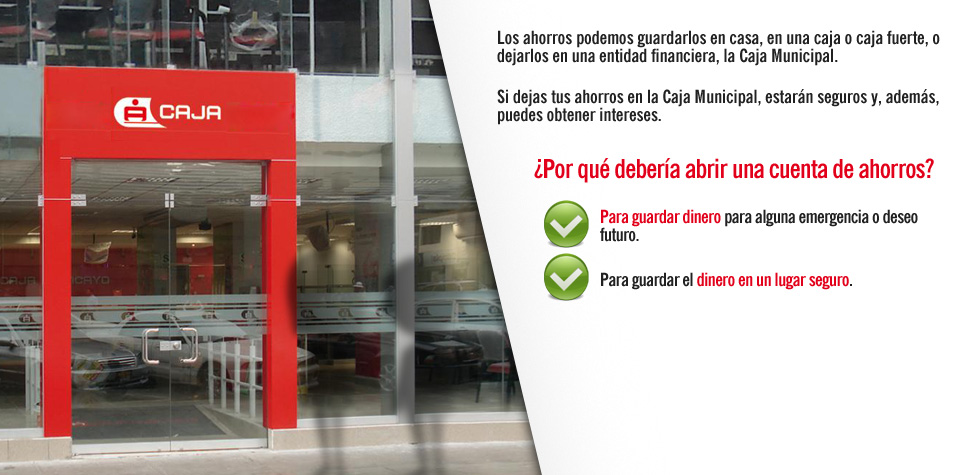 CAJA
CAJA
Los ahorros podemos guardarlos en casa, en una caja o caja fuerte, o
dejarlos en una entidad financiera, la Caja Municipal.
Si dejas tus ahorros en la Caja Municipal, estarán seguros y, además,
puedes obtener intereses.
¿Por qué debería abrir una cuenta de ahorros?
Para guardar dinero para alguna emergencia o deseo
futuro.
Para guardar el dinero en un lugar seguro.